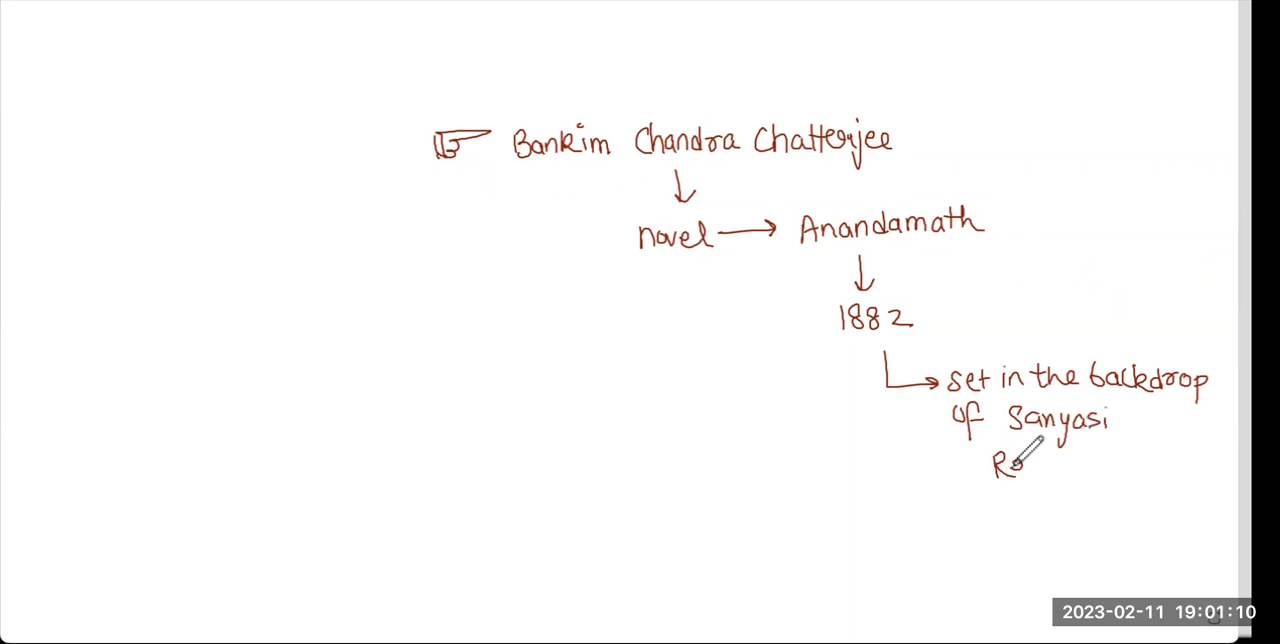 Bankim Chandra Chatterjee
novel → Anandamath
1882
set in the backdrop
of Sanyasi
2023-02-11 19:01:10